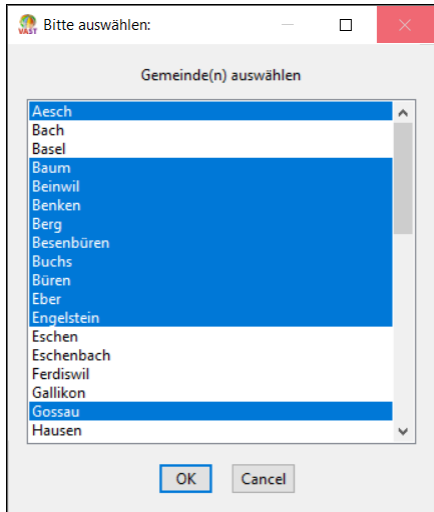 VAST Bitte auswählen:
Gemeinde(n) auswählen
Aesch
Bach
Basel
Baum
Beinwil
Benken
Berg
Besenbüren
Buchs
Büren
Eber
Engelstein
Eschen
Eschenbach
Ferdiswil
Gallikon
Gossau
Hausen
OK Cancel